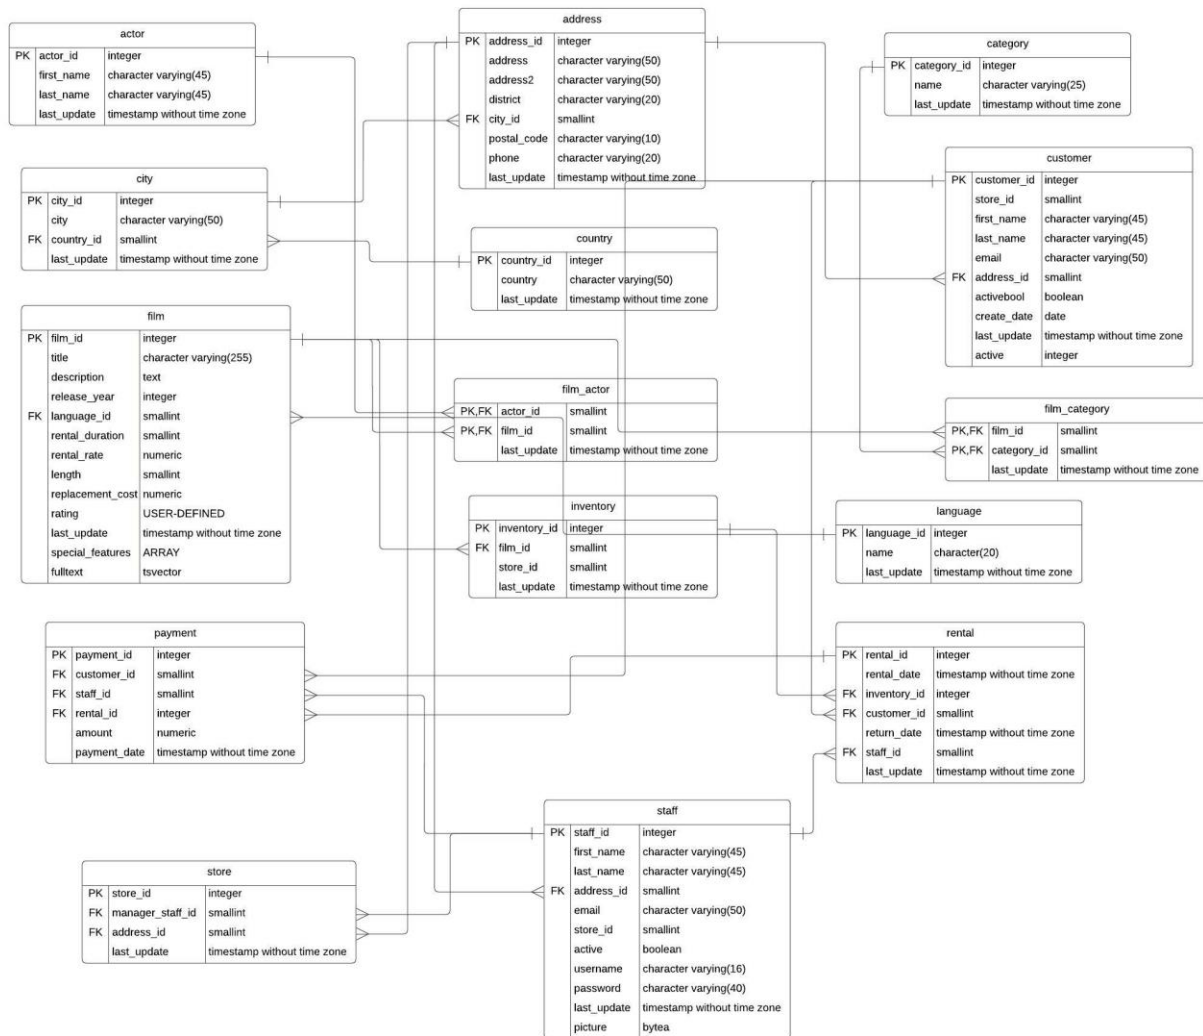 actor
PK actor_id integer
first_name character varying(45)
last_name character varying(45)
last_update timestamp without time zone
address
PK address_id integer
address character varying(50)
address2 character varying(50)
district character varying(20)
FK city_id smallint
postal_code character varying(10)
phone character varying(20)
last_update timestamp without time zone
category
PK category_id integer
name character varying(25)
last_update timestamp without time zone
city
PK city_id integer
city character varying(50)
FK country_id smallint
last_update timestamp without time zone
country
PK country_id integer
country character varying(50)
last_update timestamp without time zone
customer
PK customer_id integer
store_id smallint
first_name character varying(45)
last_name character varying(45)
email character varying(50)
FK address_id smallint
activebool boolean
create_date date
last_update timestamp without time zone
active integer
film
PK film_id integer
title character varying(255)
description text
release_year integer
FK language_id smallint
rental_duration smallint
rental_rate numeric
length smallint
replacement_cost numeric
rating USER-DEFINED
last_update timestamp without time zone
special_features ARRAY
fulltext tsvector
film_actor
PK,FK actor_id smallint
PK,FK film_id smallint
last_update timestamp without time zone
film_category
PK,FK film_id smallint
PK,FK category_id smallint
last_update timestamp without time zone
inventory
PK inventory_id integer
FK film_id smallint
store_id smallint
last_update timestamp without time zone
language
PK language_id integer
name character(20)
last_update timestamp without time zone
payment
PK payment_id integer
FK customer_id smallint
FK staff_id smallint
FK rental_id integer
amount numeric
payment_date timestamp without time zone
rental
PK rental_id integer
rental_date timestamp without time zone
FK inventory_id integer
FK customer_id smallint
return_date timestamp without time zone
FK staff_id smallint
last_update timestamp without time zone
staff
PK staff_id integer
first_name character varying(45)
last_name character varying(45)
FK address_id smallint
email character varying(50)
store_id smallint
active boolean
username character varying(16)
password character varying(40)
last_update timestamp without time zone
picture bytea
store
PK store_id integer
FK manager_staff_id smallint
FK address_id smallint
last_update timestamp without time zone